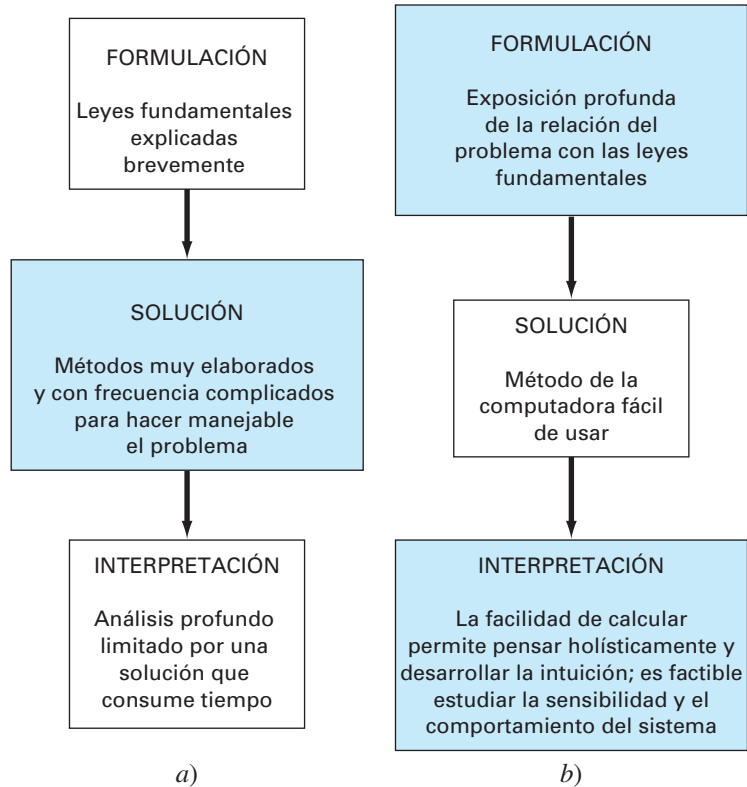 FORMULACIÓN
Leyes fundamentales
explicadas
brevemente
SOLUCIÓN
Métodos muy elaborados
y con frecuencia complicados
para hacer manejable
el problema
INTERPRETACIÓN
Análisis profundo
limitado por una
solución que
consume tiempo
a)
FORMULACIÓN
Exposición profunda
de la relación del
problema con las leyes
fundamentales
SOLUCIÓN
Método de la
computadora fácil
de usar
INTERPRETACIÓN
La facilidad de calcular
permite pensar holísticamente y
desarrollar la intuición; es factible
estudiar la sensibilidad y el
comportamiento del sistema
b)